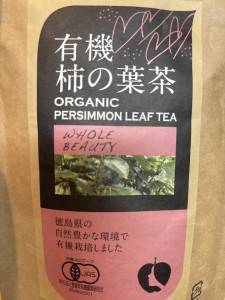 有機
柿の葉茶
ORGANIC
PERSIMMON LEAF TEA
WHOLE
BEAUTY
徳島県の
自然豊かな環境で
有機栽培しました
JAS